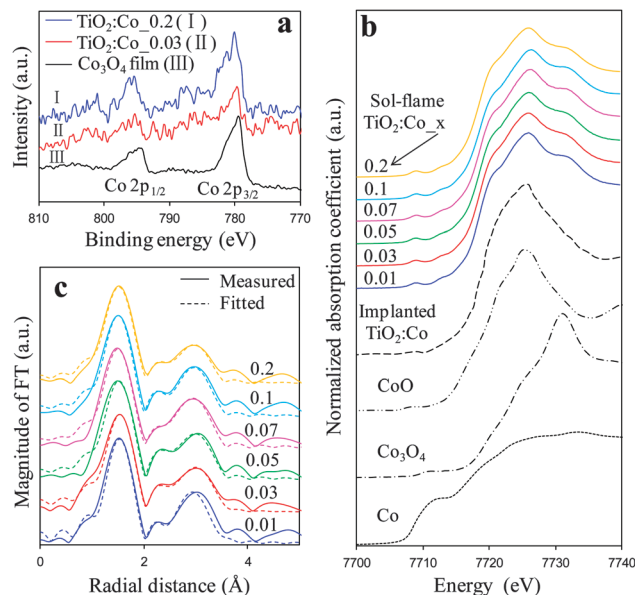 a
TiO₂:Co_0.2 (Ⅰ)
TiO₂:Co_0.03 (Ⅱ)
Co₃O₄ film (Ⅲ)
Ⅰ
Ⅱ
Ⅲ
Co 2p₁/₂
Co 2p₃/₂
Intensity (a.u.)
810 800 790 780 770
Binding energy (eV)
b
Sol-flame
TiO₂:Co_x
0.2
0.1
0.07
0.05
0.03
0.01
Implanted
TiO₂:Co
CoO
Co₃O₄
Co
Normalized absorption coefficient (a.u.)
7700 7710 7720 7730 7740
Energy (eV)
c
Measured
Fitted
0.2
0.1
0.07
0.05
0.03
0.01
Magnitude of FT (a.u.)
0 2 4
Radial distance (Å)